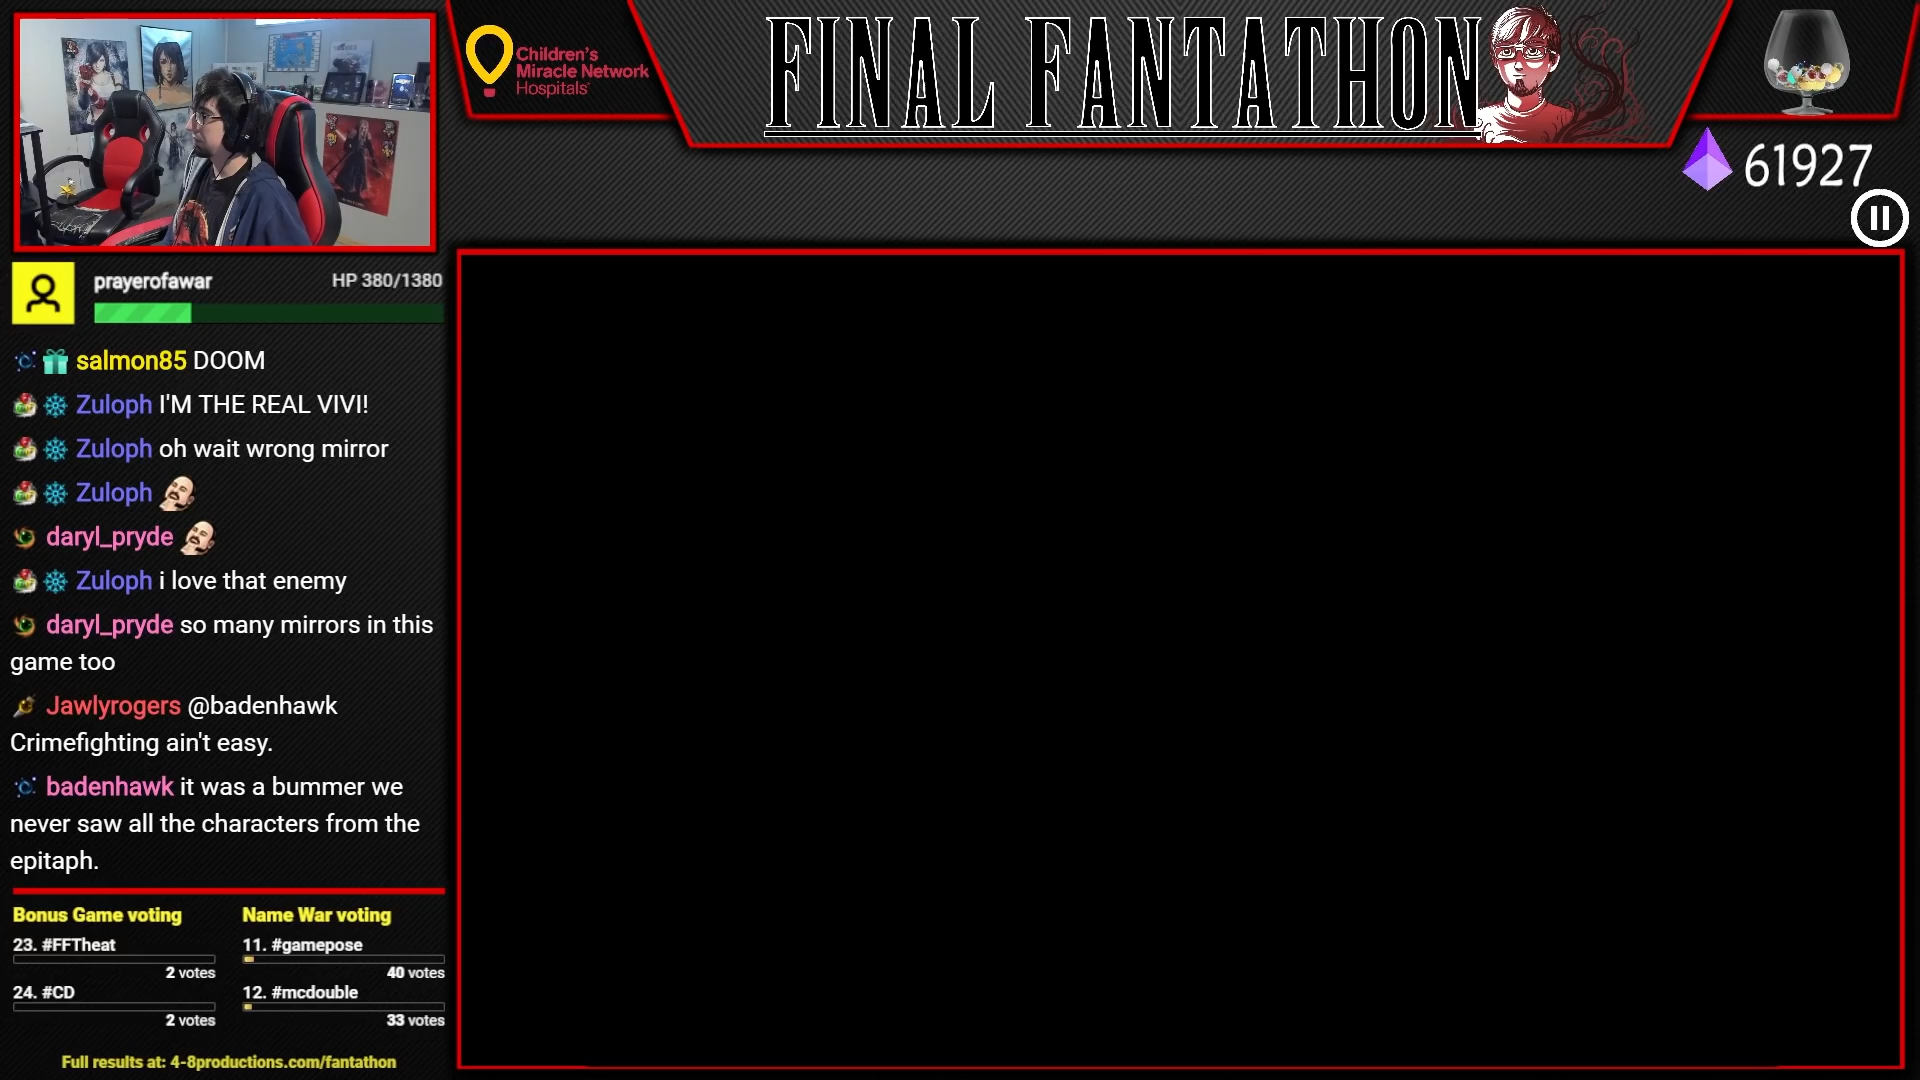 Children's
Miracle Network
Hospitals
FINAL FANTATHON
61927
prayerofawar HP 380/1380
salmon85 DOOM
Zuloph I'M THE REAL VIVI!
Zuloph oh wait wrong mirror
Zuloph
daryl_pryde
Zuloph i love that enemy
daryl_pryde so many mirrors in this
game too
Jawlyrogers @badenhawk
Crimefighting ain't easy.
badenhawk it was a bummer we
never saw all the characters from the
epitaph.
Bonus Game voting
23. #FFTheat
2 votes
24. #CD
2 votes
Name War voting
11. #gamepose
40 votes
12. #mcdouble
33 votes
Full results at: 4-8productions.com/fantathon